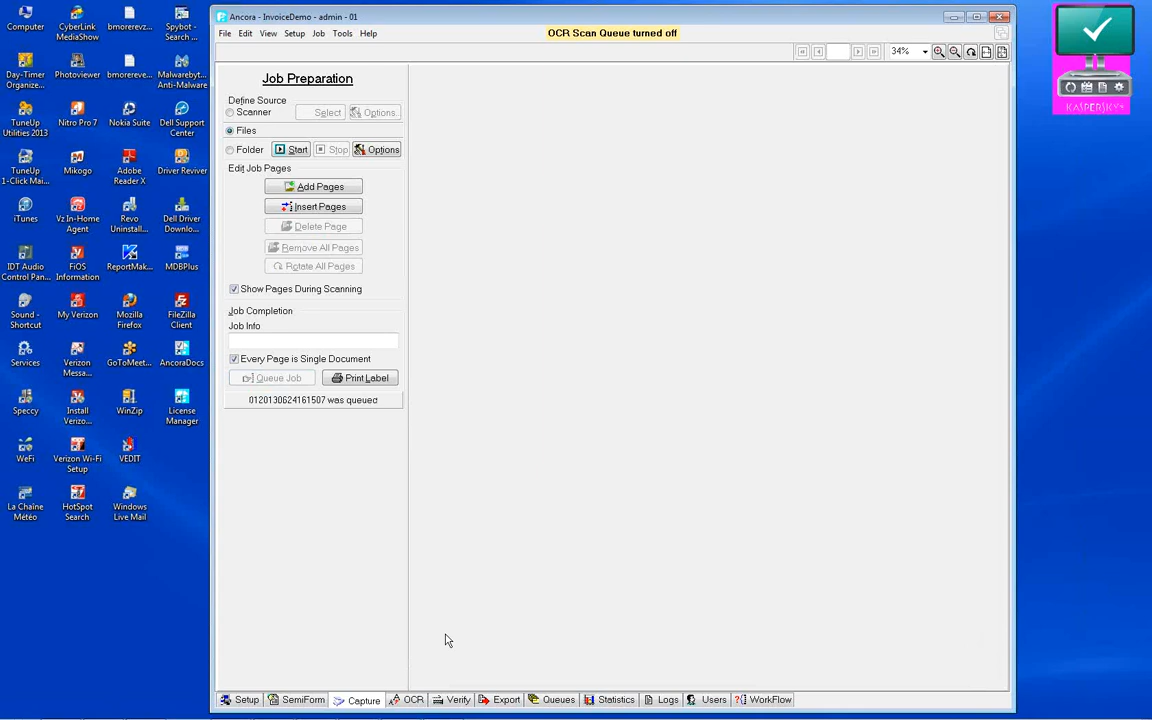 Computer
CyberLink MediaShow
bmorerevz...
Spybot - Search ...
Day-Timer Organize...
Photoviewer
bmorereve...
Malwarebyt... Anti-Malware
TuneUp Utilities 2013
Nitro Pro 7
Nokia Suite
Dell Support Center
TuneUp 1-Click Mai...
Mikogo
Adobe Reader X
Driver Reviver
iTunes
Vz In-Home Agent
Revo Uninstall...
Dell Driver Downlo...
IDT Audio Control Pan...
FiOS Information
ReportMak...
MDBPlus
Sound - Shortcut
My Verizon
Mozilla Firefox
FileZilla Client
Services
Verizon Messa...
GoToMeet...
AncoraDocs
Speccy
Install Verizo...
WinZip
License Manager
WeFi
Verizon Wi-Fi Setup
VEDIT
La Chaîne Météo
HotSpot Search
Windows Live Mail
Ancora - InvoiceDemo - admin - 01
File Edit View Setup Job Tools Help
OCR Scan Queue turned off
34%
Job Preparation
Define Source
Scanner Select Options
Files
Folder Start Stop Options
Edit Job Pages
Add Pages
Insert Pages
Delete Page
Remove All Pages
Rotate All Pages
Show Pages During Scanning
Job Completion
Job Info
Every Page is Single Document
Queue Job Print Label
0120130624161507 was queued
Setup SemiForm Capture OCR Verify Export Queues Statistics Logs Users WorkFlow
KASPERSKY